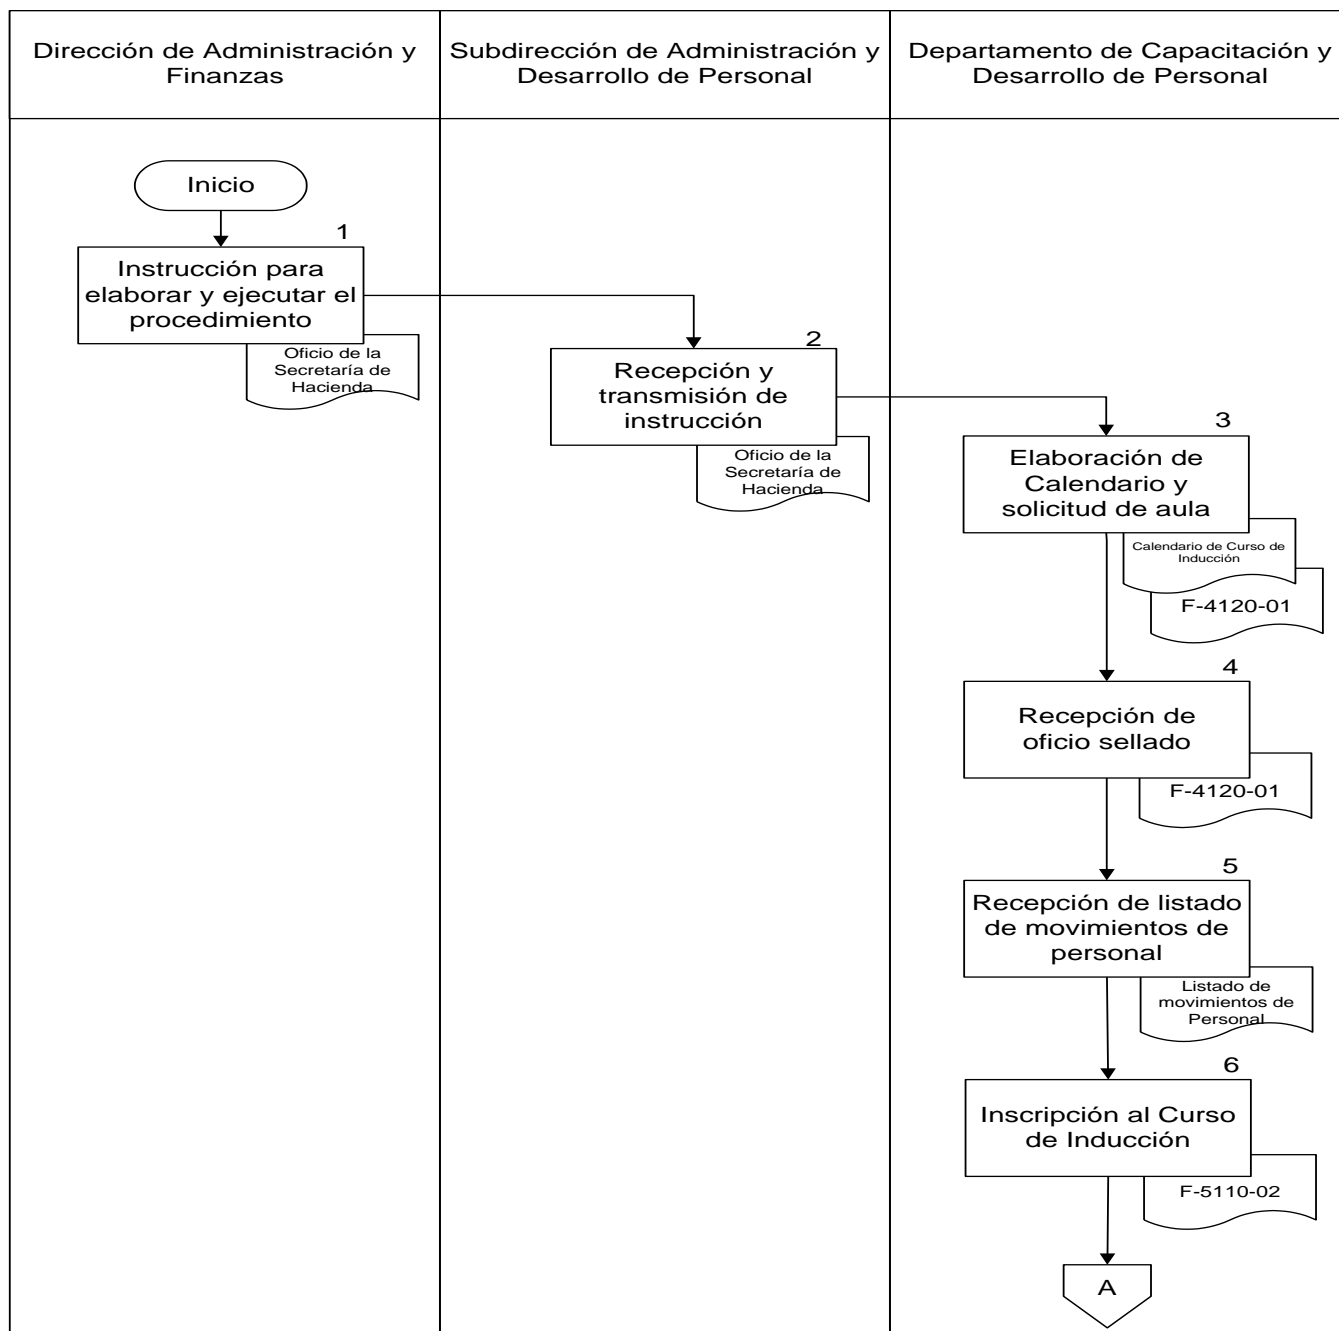 Dirección de Administración y
Finanzas
Subdirección de Administración y
Desarrollo de Personal
Departamento de Capacitación y
Desarrollo de Personal
Inicio
1
Instrucción para
elaborar y ejecutar el
procedimiento
Oficio de la
Secretaría de
Hacienda
2
Recepción y
transmisión de
instrucción
Oficio de la
Secretaría de
Hacienda
3
Elaboración de
Calendario y
solicitud de aula
Calendario de Curso de
Inducción
F-4120-01
4
Recepción de
oficio sellado
F-4120-01
5
Recepción de listado
de movimientos de
personal
Listado de
movimientos de
Personal
6
Inscripción al Curso
de Inducción
F-5110-02
A